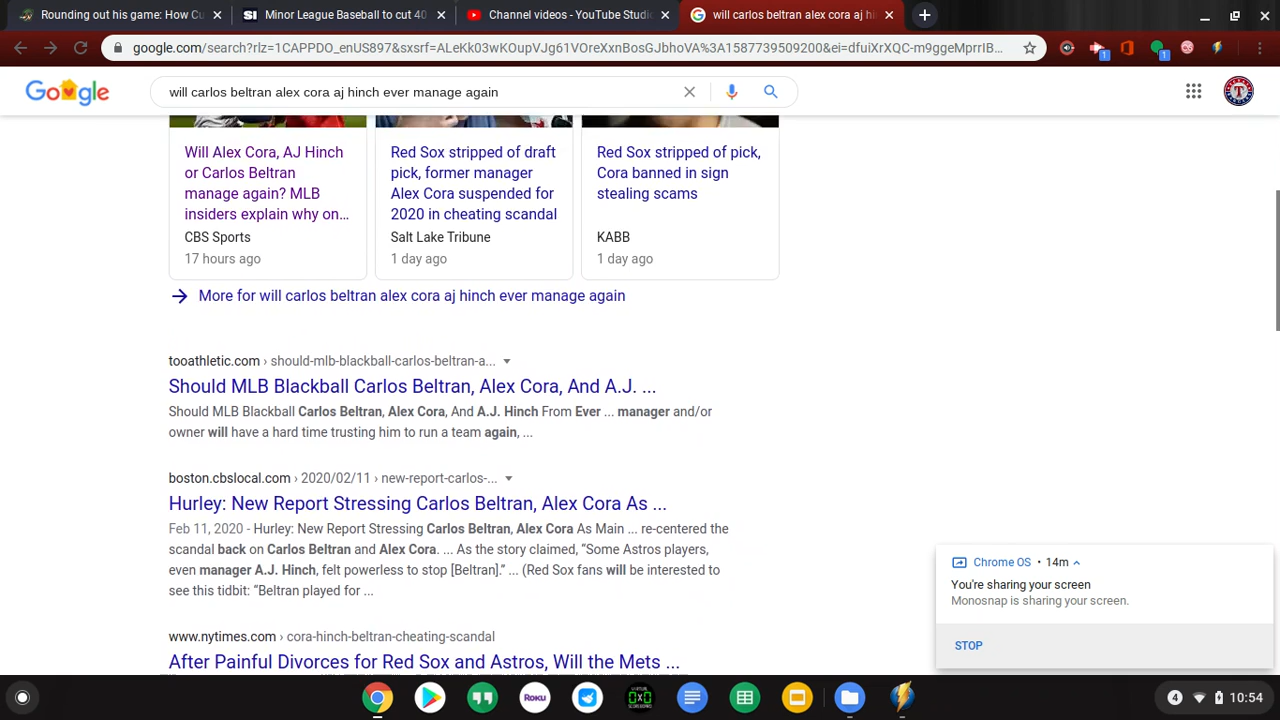 Rounding out his game: How Cu
Minor League Baseball to cut 40
Channel videos - YouTube Studi
will carlos beltran alex cora aj hi
google.com/search?rlz=1CAPPDO_enUS897&sxsrf=ALeKk03wKOupVJg61VOreXxnBosGJbhoVA%3A1587739509200&ei=dfuiXrXQC-m9ggeMprrIB…
1
1
Google
will carlos beltran alex cora aj hinch ever manage again
Will Alex Cora, AJ Hinch
or Carlos Beltran
manage again? MLB
insiders explain why on…
CBS Sports
17 hours ago
Red Sox stripped of draft
pick, former manager
Alex Cora suspended for
2020 in cheating scandal
Salt Lake Tribune
1 day ago
Red Sox stripped of pick,
Cora banned in sign
stealing scams
KABB
1 day ago
More for will carlos beltran alex cora aj hinch ever manage again
tooathletic.com › should-mlb-blackball-carlos-beltran-a...
Should MLB Blackball Carlos Beltran, Alex Cora, And A.J. ...
Should MLB Blackball Carlos Beltran, Alex Cora, And A.J. Hinch From Ever ... manager and/or
owner will have a hard time trusting him to run a team again, ...
boston.cbslocal.com › 2020/02/11 › new-report-carlos-...
Hurley: New Report Stressing Carlos Beltran, Alex Cora As ...
Feb 11, 2020 - Hurley: New Report Stressing Carlos Beltran, Alex Cora As Main ... re-centered the
scandal back on Carlos Beltran and Alex Cora. ... As the story claimed, “Some Astros players,
even manager A.J. Hinch, felt powerless to stop [Beltran].” ... (Red Sox fans will be interested to
see this tidbit: “Beltran played for ...
www.nytimes.com › cora-hinch-beltran-cheating-scandal
After Painful Divorces for Red Sox and Astros, Will the Mets ...
Chrome OS • 14m
You're sharing your screen
Monosnap is sharing your screen.
STOP
Roku
4
10:54